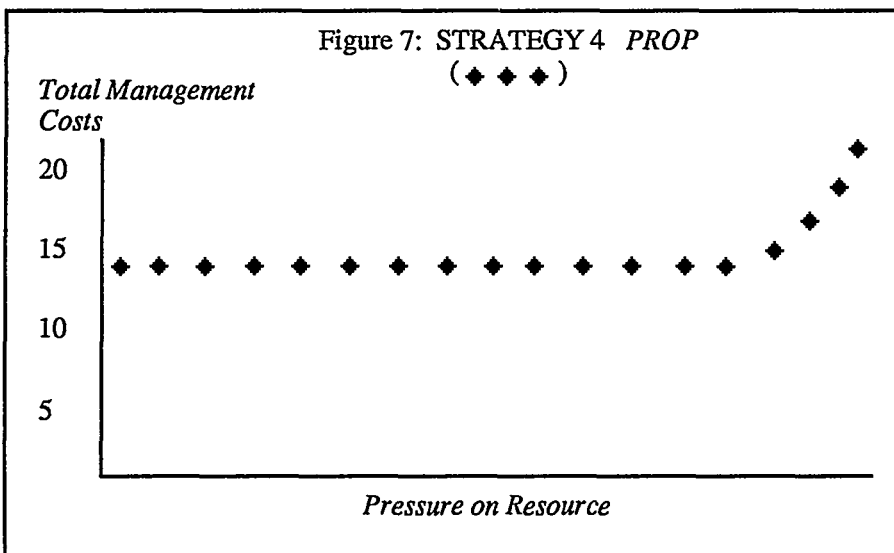 Figure 7: STRATEGY 4 PROP
(♦ ♦ ♦)
Total Management
Costs
20
15
10
5
Pressure on Resource